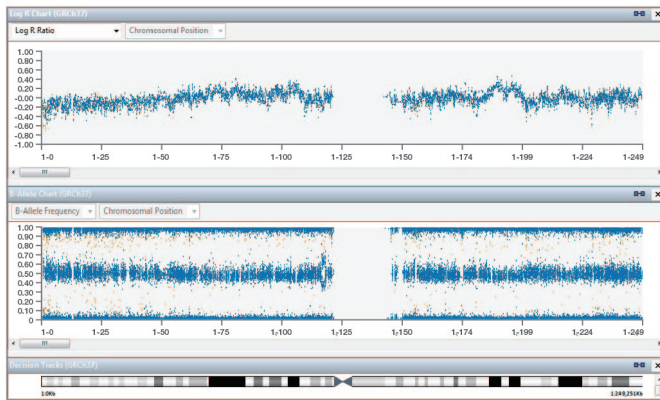 Log R Chart (GRCh37)
Log R Ratio Chromosomal Position
1.00
0.80
0.60
0.40
0.20
-0.00
-0.20
-0.40
-0.60
-0.80
-1.00
1-0 1-25 1-50 1-75 1-100 1-125 1-150 1-175 1-199 1-224 1-249
B-Allele Chart (GRCh37)
B-Allele Frequency Chromosomal Position
1.00
0.90
0.80
0.70
0.60
0.50
0.40
0.30
0.20
0.10
0
1-0 1-25 1-50 1-75 1-100 1-125 1-150 1-175 1-199 1-224 1-249
Decision Tracks (GRCh37)
1:0Kb 1:249,251Kb